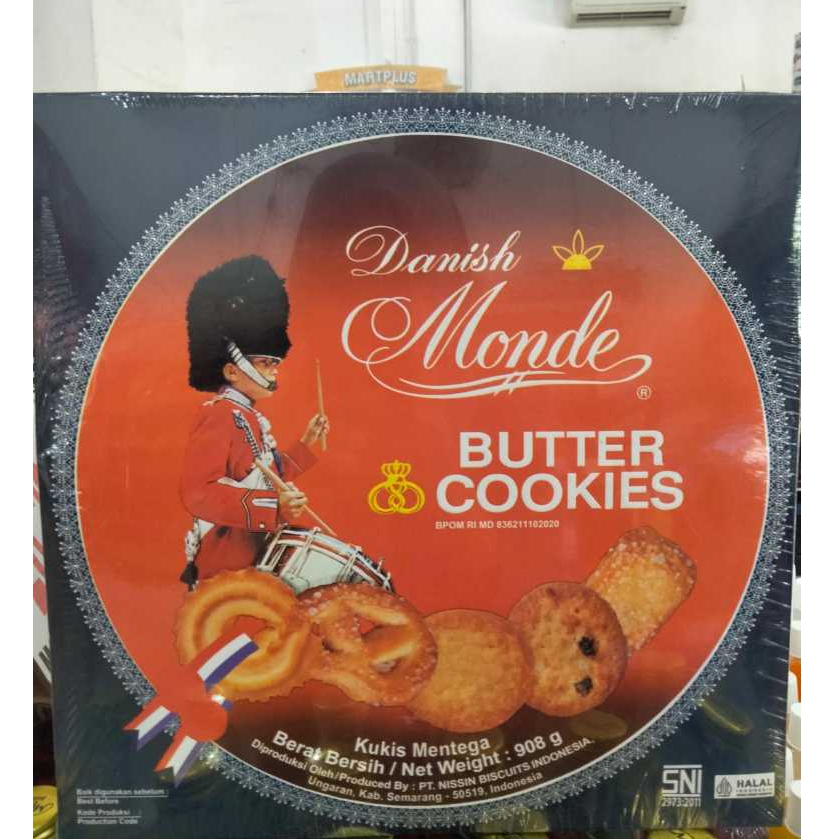 MARTPLUS
Danish
Monde
®
BUTTER
COOKIES
BPOM RI MD 836211102020
Kukis Mentega
Berat Bersih / Net Weight : 908 g
Diproduksi Oleh/Produced By : PT. NISSIN BISCUITS INDONESIA.
Ungaran, Kab. Semarang - 50519, Indonesia
Baik digunakan sebelum :
Best Before
Kode Produksi :
Production Code
SNI
2973:2011
HALAL
INDONESIA